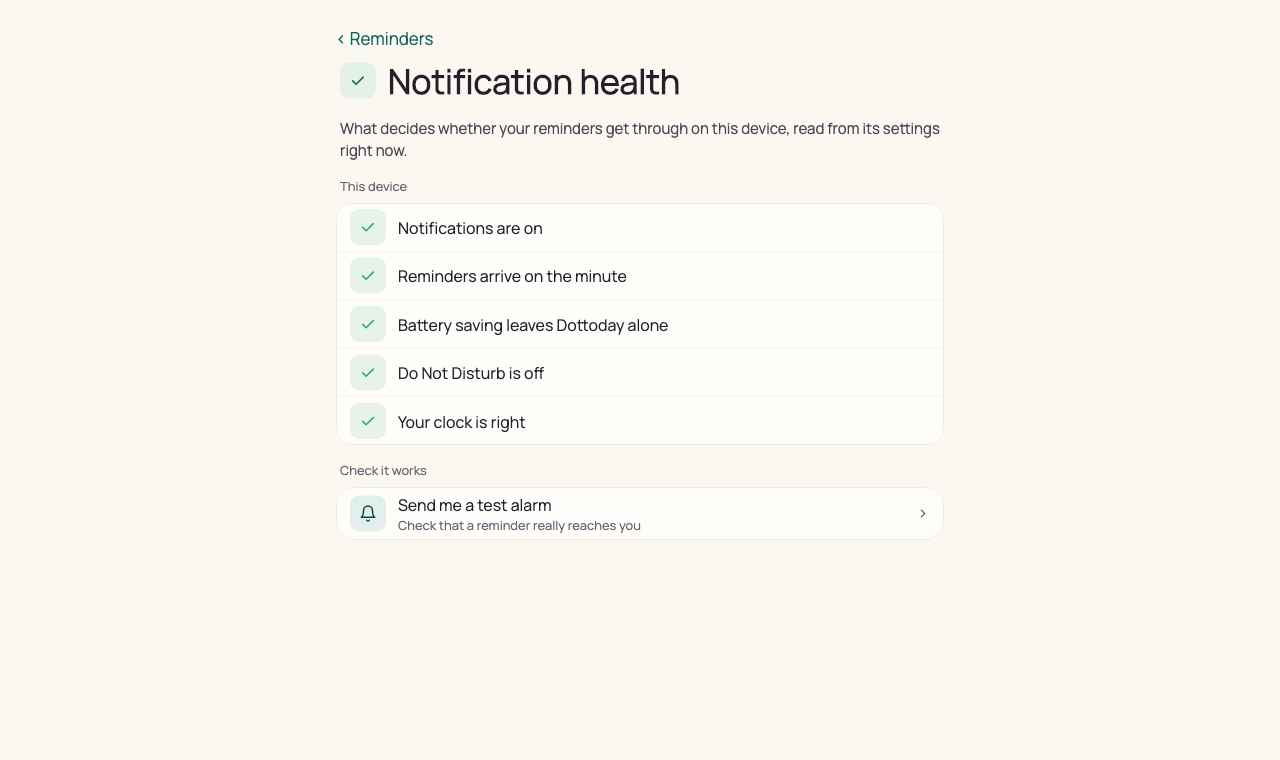 Reminders
Notification health
What decides whether your reminders get through on this device, read from its settings
right now.
This device
Notifications are on
Reminders arrive on the minute
Battery saving leaves Dottoday alone
Do Not Disturb is off
Your clock is right
Check it works
Send me a test alarm
Check that a reminder really reaches you